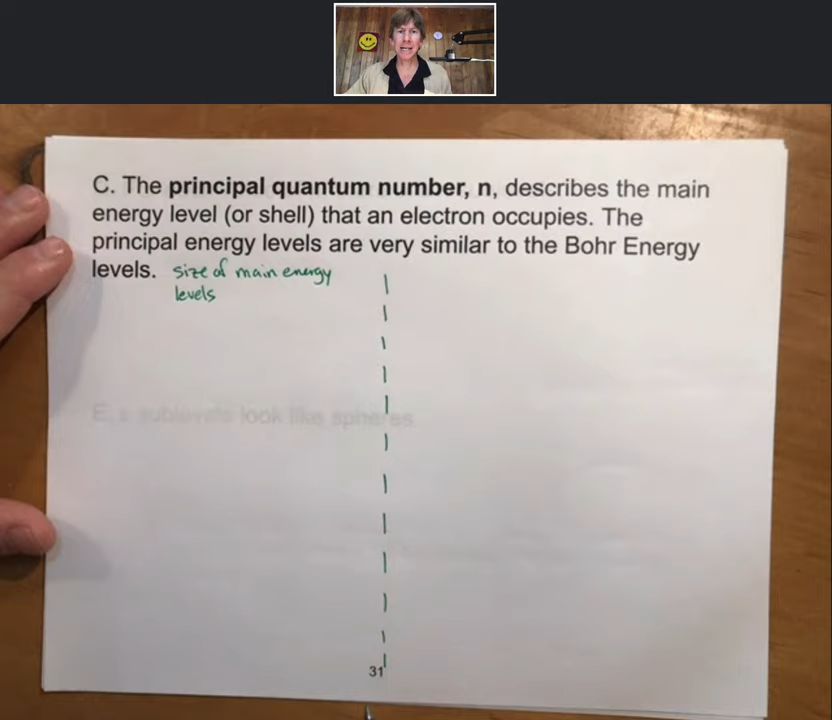 C. The principal quantum number, n, describes the main
energy level (or shell) that an electron occupies. The
principal energy levels are very similar to the Bohr Energy
levels. size of main energy
levels
E. s sublevels look like spheres.
31